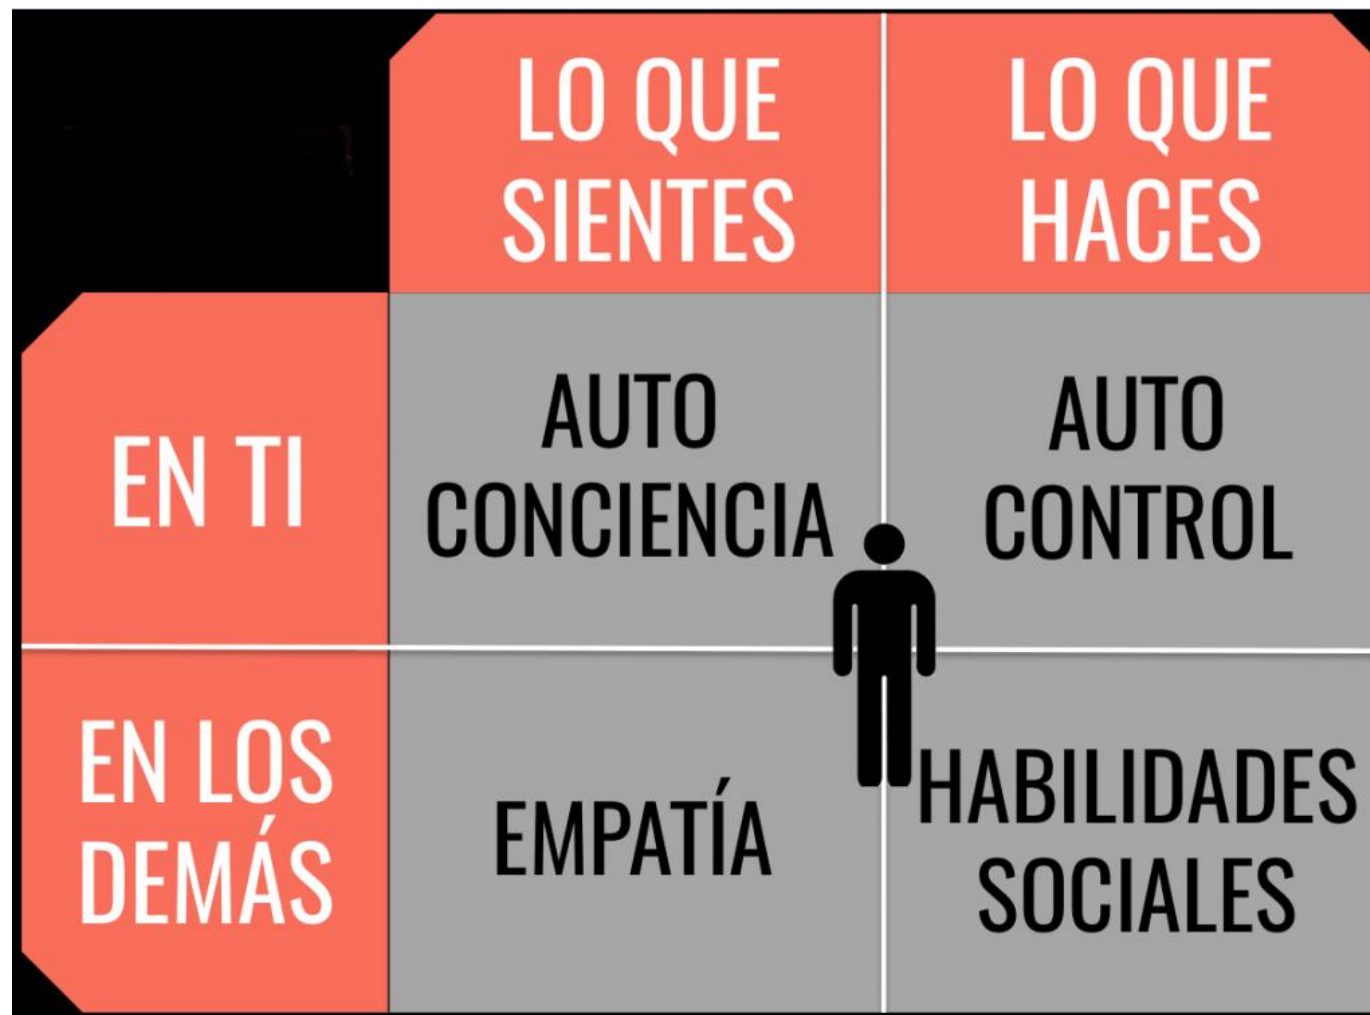 LO QUE
SIENTES
LO QUE
HACES
EN TI
AUTO
CONCIENCIA
AUTO
CONTROL
EN LOS
DEMÁS
EMPATÍA
HABILIDADES
SOCIALES